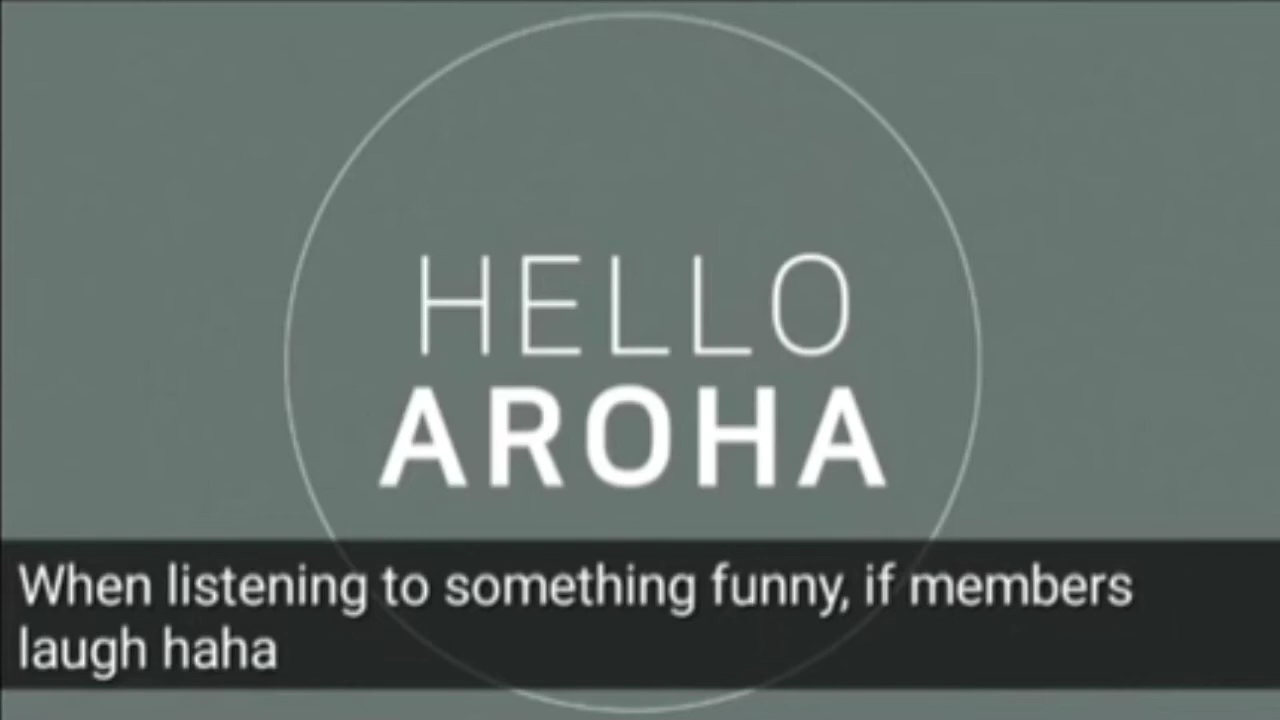 HELLO
AROHA
When listening to something funny, if members
laugh haha